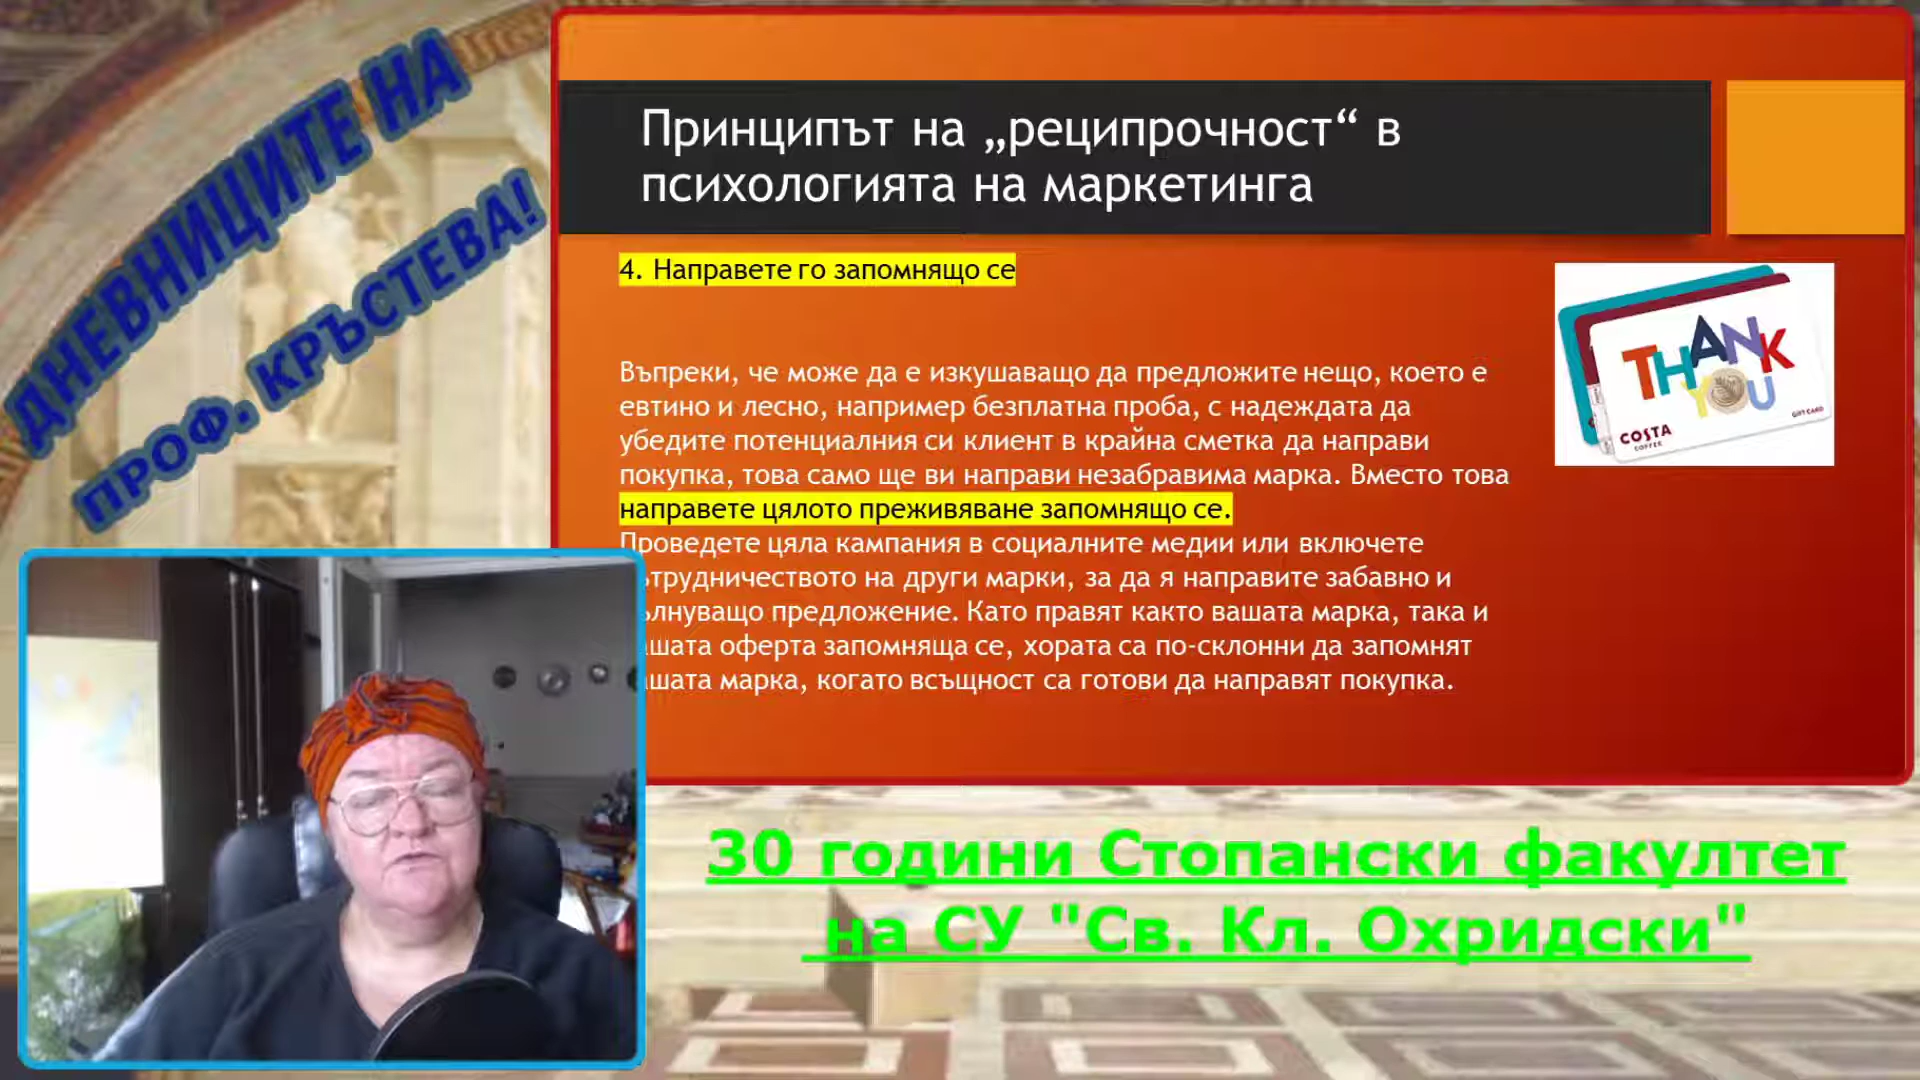 ДНЕВНИЦИТЕ НА
ПРОФ. КРЪСТЕВА!
Принципът на „реципрочност“ в
психологията на маркетинга
4. Направете го запомнящо се
Въпреки, че може да е изкушаващо да предложите нещо, което е
евтино и лесно, например безплатна проба, с надеждата да
убедите потенциалния си клиент в крайна сметка да направи
покупка, това само ще ви направи незабравима марка. Вместо това
направете цялото преживяване запомнящо се.
Проведете цяла кампания в социалните медии или включете
на други марки, за да я направите забавно и
предложение. Като правят както вашата марка, така и
оферта запомняща се, хората са по-склонни да запомнят
марка, когато всъщност са готови да направят покупка.
THANK
YOU
GIFT CARD
COSTA
COFFEE
30 години Стопански факултет
на СУ "Св. Кл. Охридски"